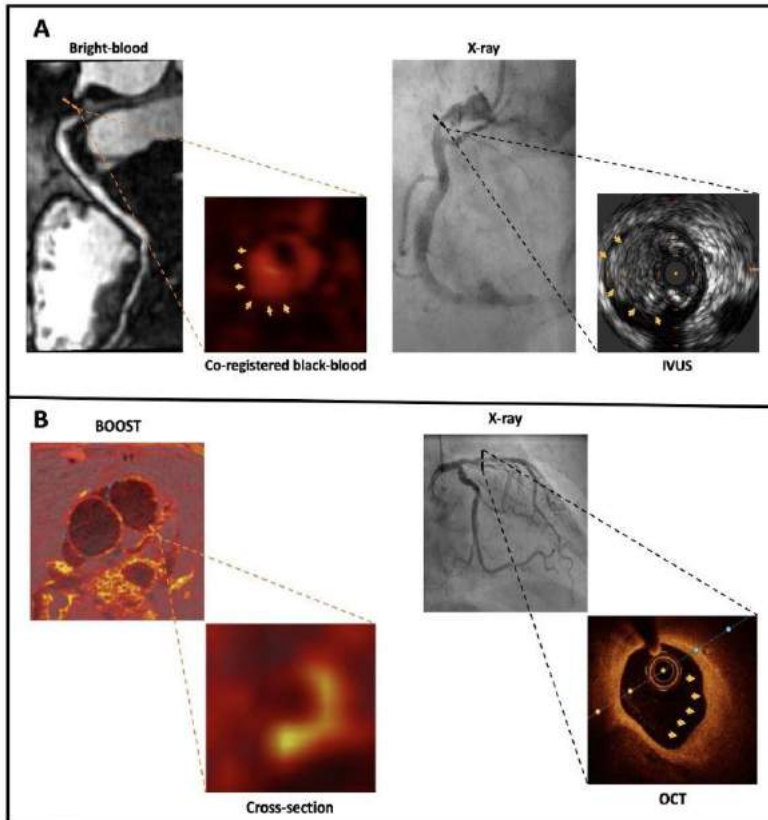 A
Bright-blood
X-ray
Co-registered black-blood
IVUS
B
BOOST
X-ray
Cross-section
OCT